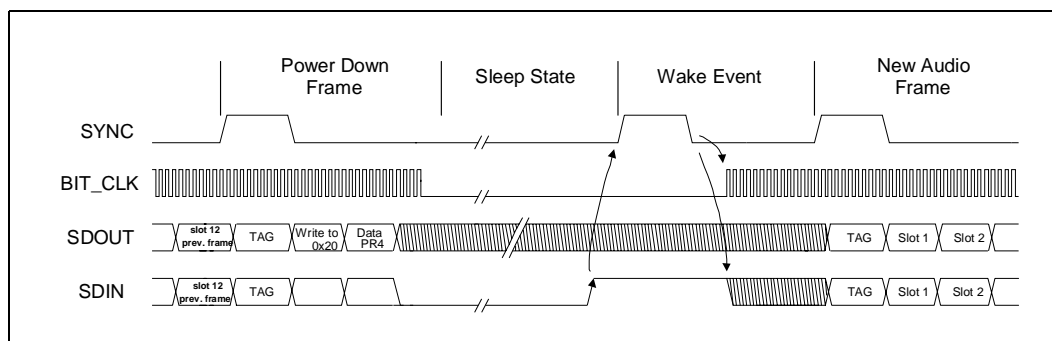 Power Down
Frame
Sleep State
Wake Event
New Audio
Frame
SYNC
BIT_CLK
SDOUT
slot 12
prev. frame
TAG
Write to
0x20
Data
PR4
TAG
Slot 1
Slot 2
SDIN
slot 12
prev. frame
TAG
TAG
Slot 1
Slot 2